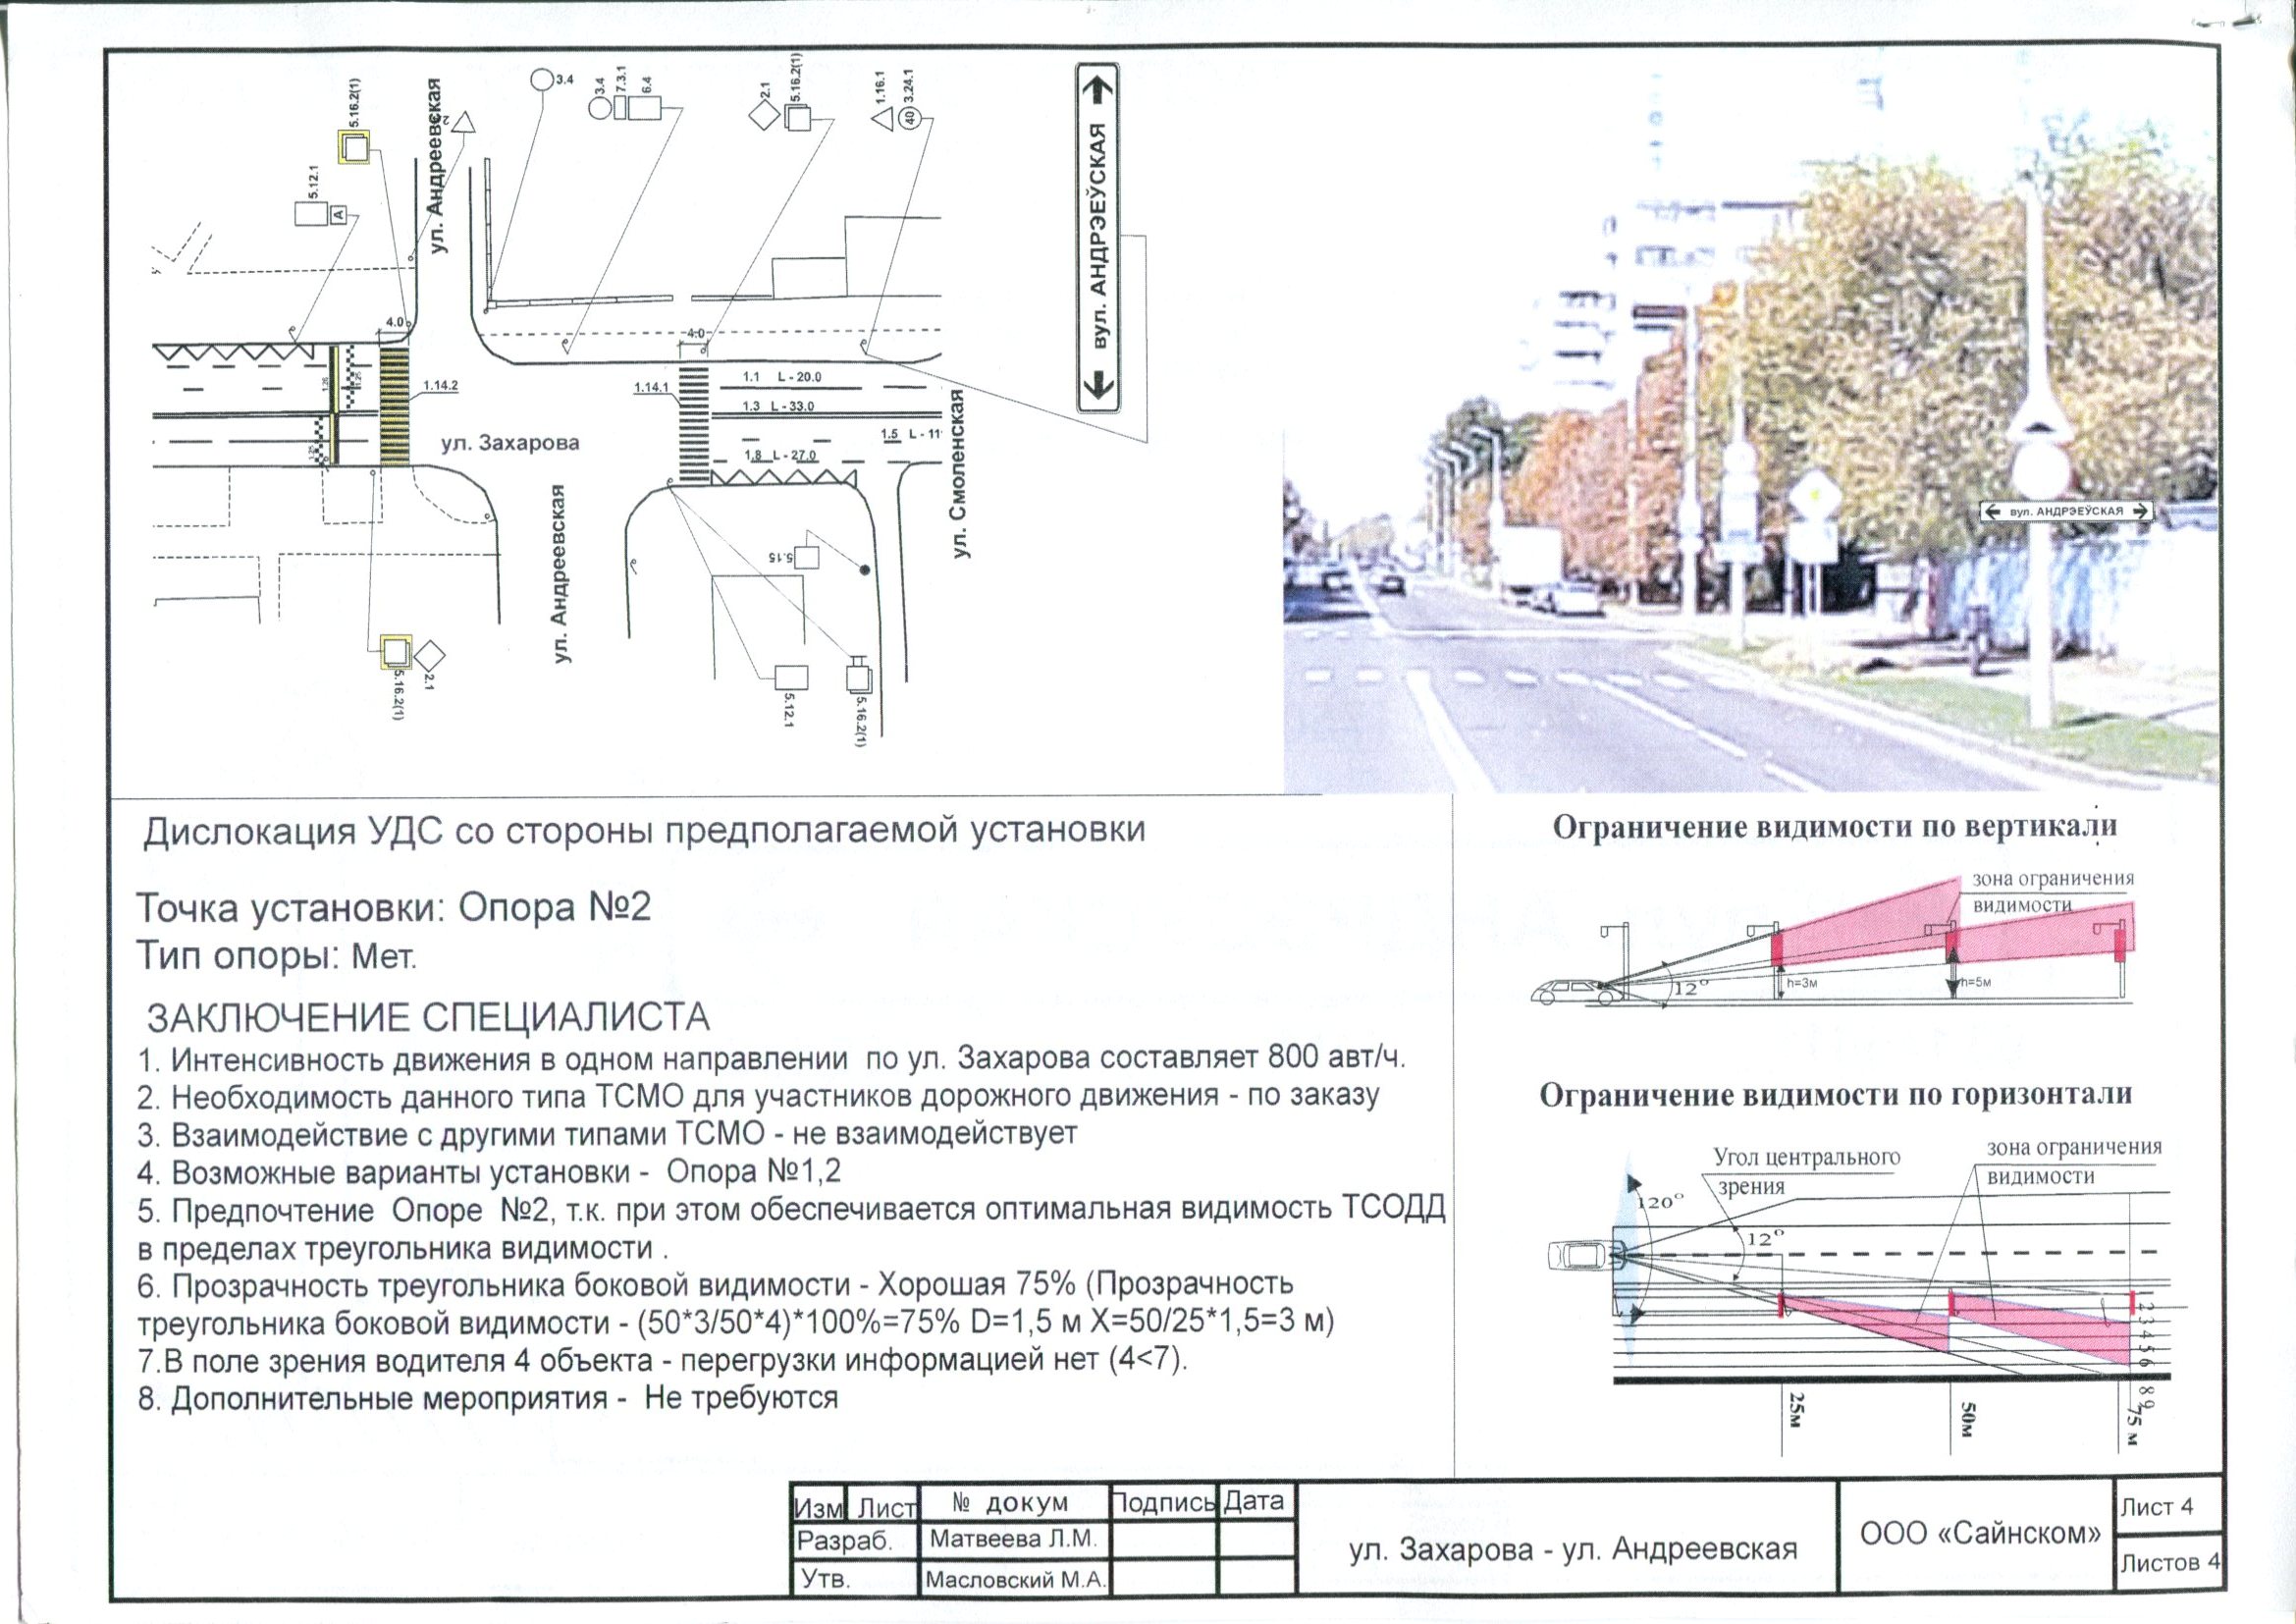 5.16.2(1)
ул. Андреевская
2
3.4
3.4
7.3.1
6.4
2.1
5.16.2(1)
1.16.1
3.24.1
40
вул. АНДРЭЕЎСКАЯ
5.12.1
А
4.0
4.0
1.26
1.25
1.14.2
1.14.1
1.1 L - 20.0
1.3 L - 33.0
1.5 L - 11
1.8 L - 27.0
1.25
ул. Захарова
ул. Андреевская
ул. Смоленская
5.15
5.16.2(1)
2.1
5.12.1
5.16.2(1)
вул. АНДРЭЕЎСКАЯ
Дислокация УДС со стороны предполагаемой установки
Точка установки: Опора №2
Тип опоры: Мет.
ЗАКЛЮЧЕНИЕ СПЕЦИАЛИСТА
1. Интенсивность движения в одном направлении по ул. Захарова составляет 800 авт/ч.
2. Необходимость данного типа ТСМО для участников дорожного движения - по заказу
3. Взаимодействие с другими типами ТСМО - не взаимодействует
4. Возможные варианты установки - Опора №1,2
5. Предпочтение Опоре №2, т.к. при этом обеспечивается оптимальная видимость ТСОДД
в пределах треугольника видимости .
6. Прозрачность треугольника боковой видимости - Хорошая 75% (Прозрачность
треугольника боковой видимости - (50*3/50*4)*100%=75% D=1,5 м X=50/25*1,5=3 м)
7.В поле зрения водителя 4 объекта - перегрузки информацией нет (4<7).
8. Дополнительные мероприятия - Не требуются
Ограничение видимости по вертикали
зона ограничения
видимости
12°
h=3м
h=5м
Ограничение видимости по горизонтали
Угол центрального
зрения
зона ограничения
видимости
120°
12°
1
2
3
4
5
6
8
9
25м
50м
75 м
Изм Лист № докум Подпись Дата
Разраб. Матвеева Л.М.
Утв. Масловский М.А.
ул. Захарова - ул. Андреевская
ООО «Сайнском»
Лист 4
Листов 4